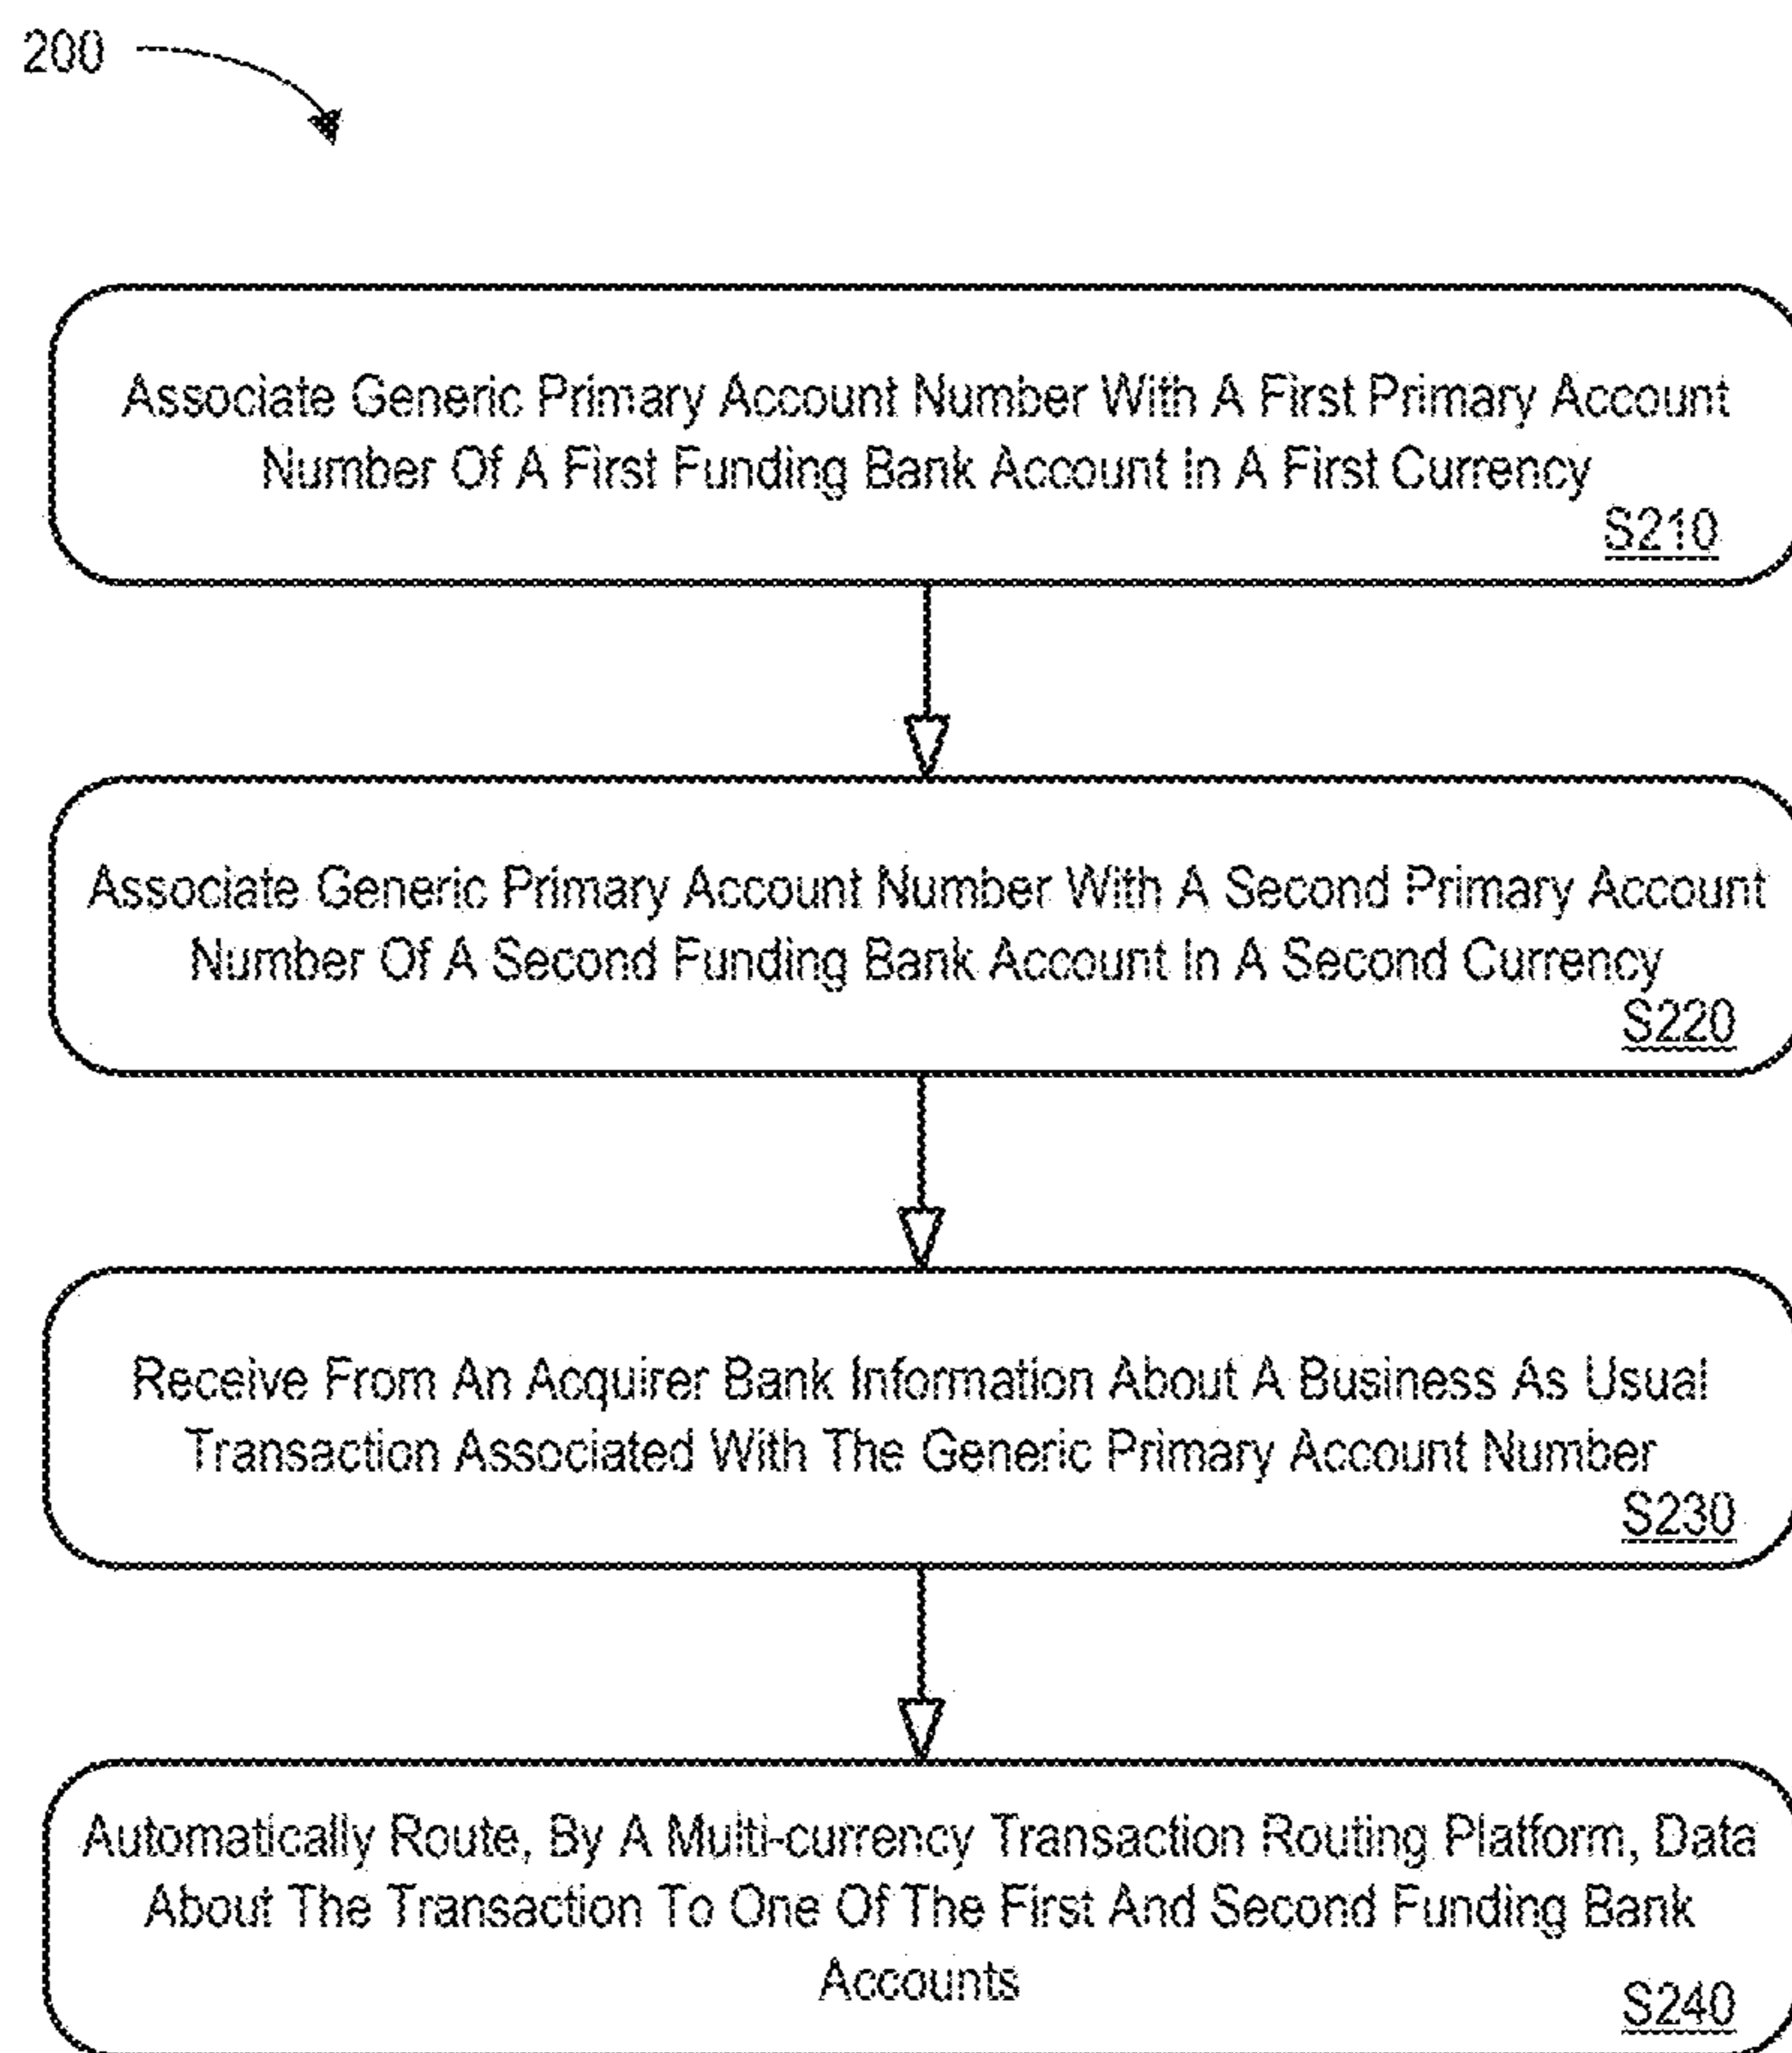 200
Associate Generic Primary Account Number With A First Primary Account
Number Of A First Funding Bank Account In A First Currency
S210
Associate Generic Primary Account Number With A Second Primary Account
Number Of A Second Funding Bank Account In A Second Currency
S220
Receive From An Acquirer Bank Information About A Business As Usual
Transaction Associated With The Generic Primary Account Number
S230
Automatically Route, By A Multi-currency Transaction Routing Platform, Data
About The Transaction To One Of The First And Second Funding Bank
Accounts
S240